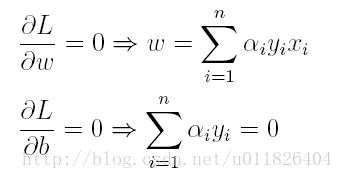 ∂L/∂w = 0 ⇒ w = ∑_{i=1}^{n} α_i y_i x_i
∂L/∂b = 0 ⇒ ∑_{i=1}^{n} α_i y_i = 0
http://blog.csdn.net/u011826404